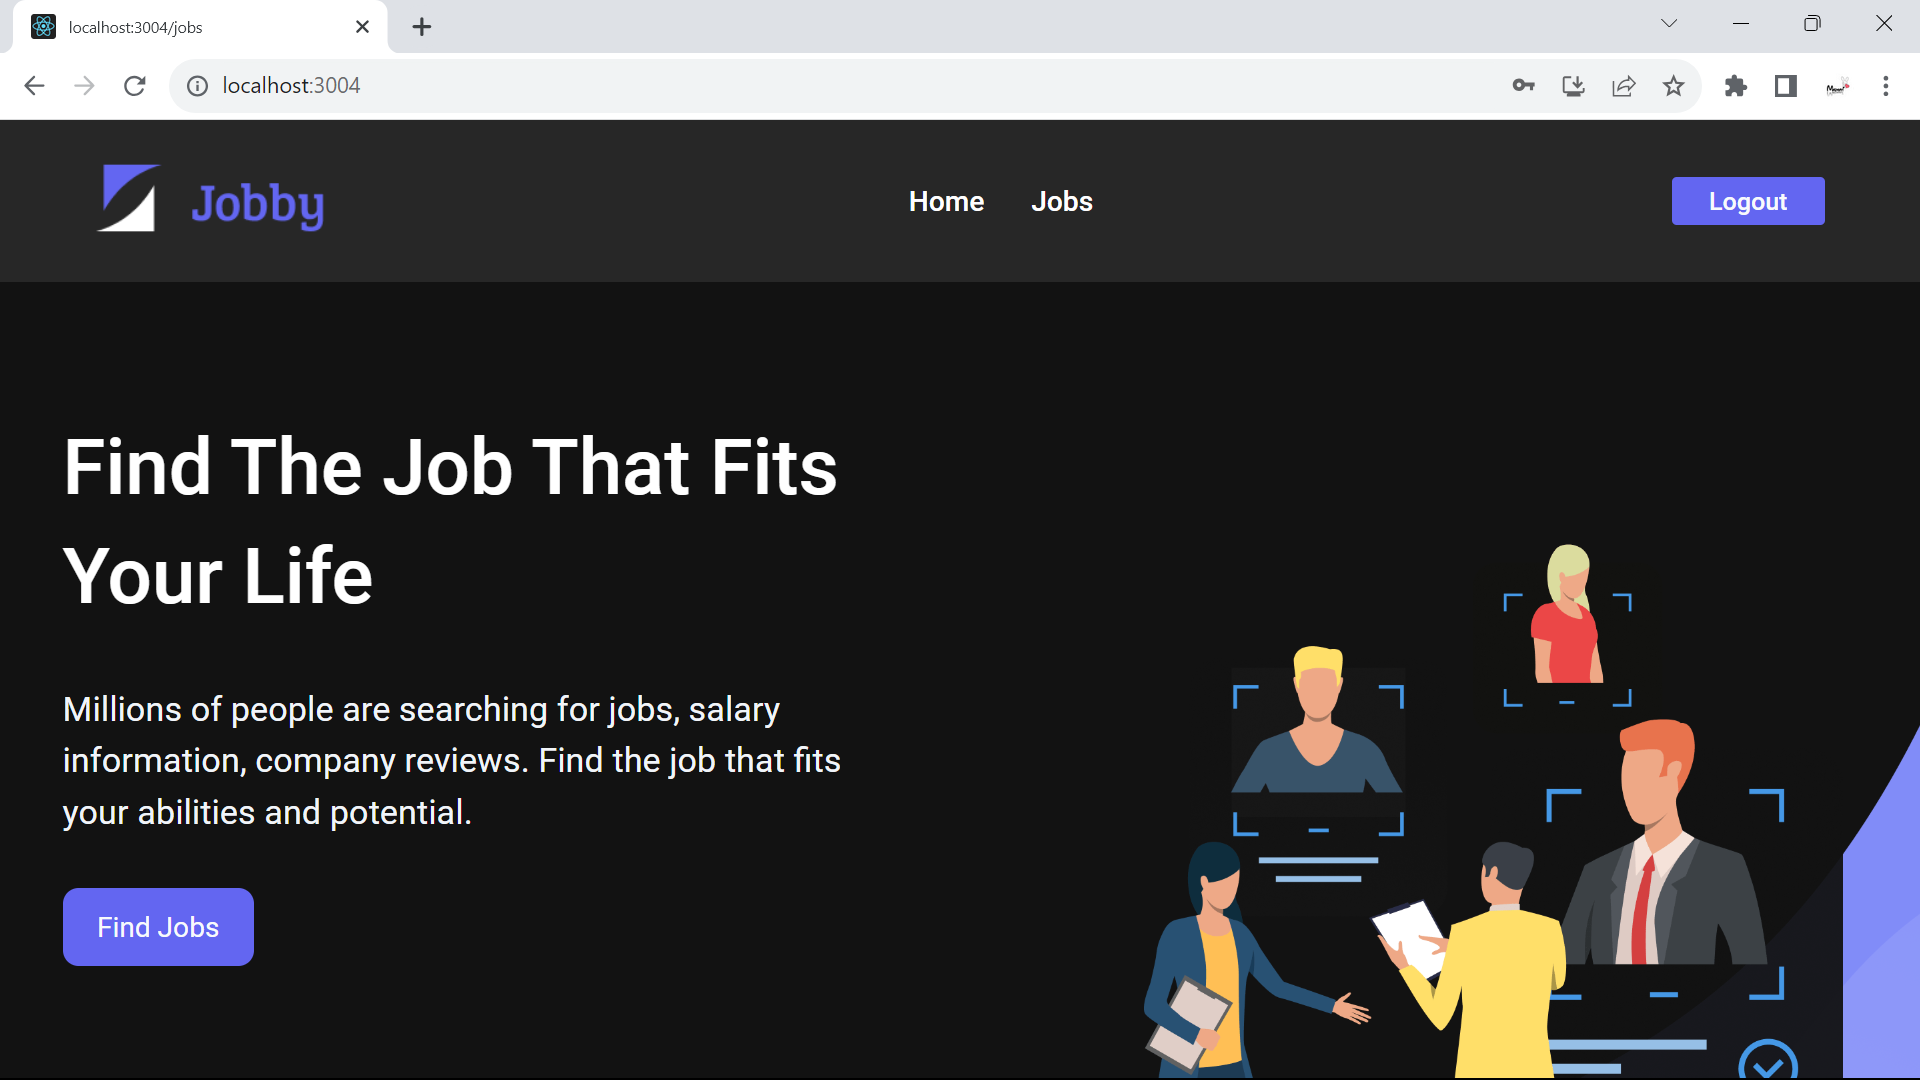 localhost:3004/jobs
localhost:3004
Jobby
Home Jobs
Logout
Find The Job That Fits
Your Life
Millions of people are searching for jobs, salary
information, company reviews. Find the job that fits
your abilities and potential.
Find Jobs